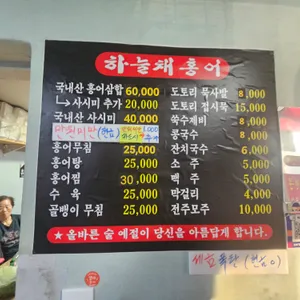 하늘채 홍어
국내산 홍어삼합 60,000
↳사시미 추가 20,000
국내산 사시미 40,000
홍어무침 25,000
홍어탕 25,000
홍어찜 30,000
수 육 25,000
골뱅이 무침 25,000
도토리 묵사발 8,000
도토리 접시묵 15,000
쑥수제비 8,000
콩국수 8,000
잔치국수 6,000
소 주 5,000
맥 주 5,000
막걸리 4,000
전주모주 10,000
★ 올바른 술 예절이 당신을 아름답게 합니다. ★